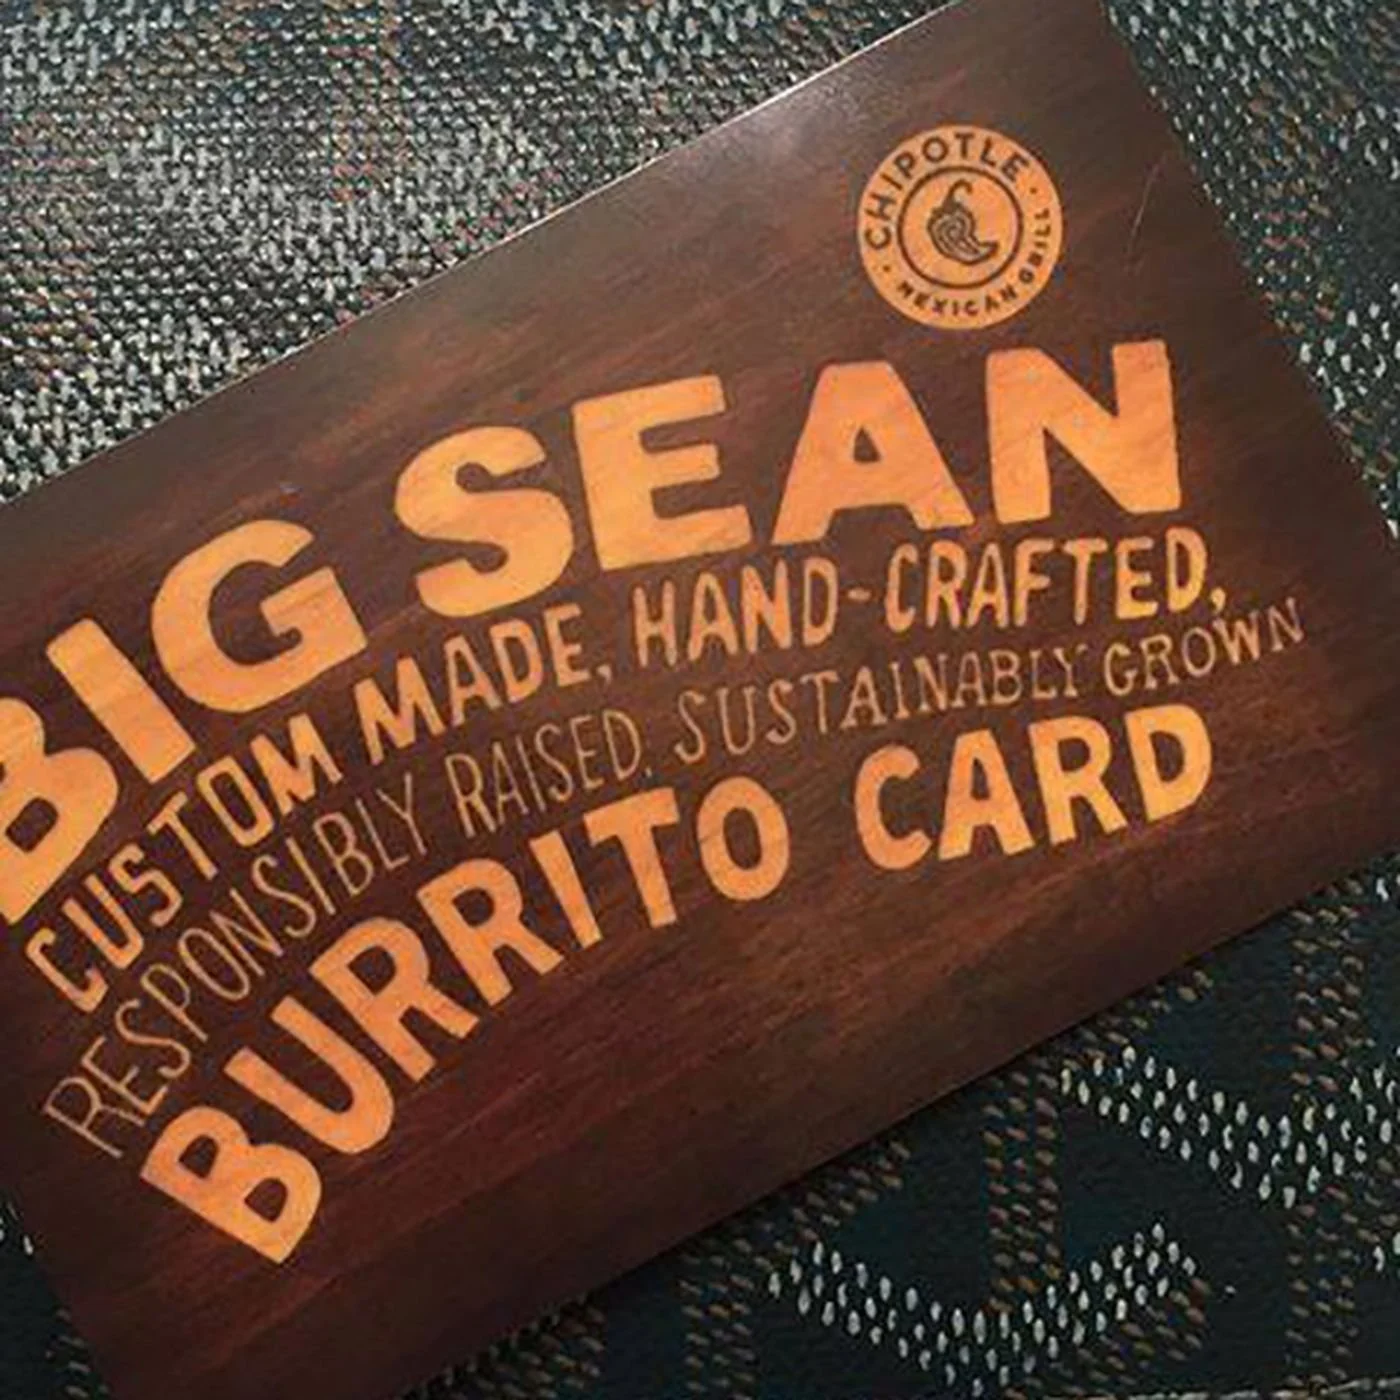 CHIPOTLE
MEXICAN GRILL
BIG SEAN
CUSTOM MADE, HAND-CRAFTED,
RESPONSIBLY RAISED, SUSTAINABLY GROWN
BURRITO CARD